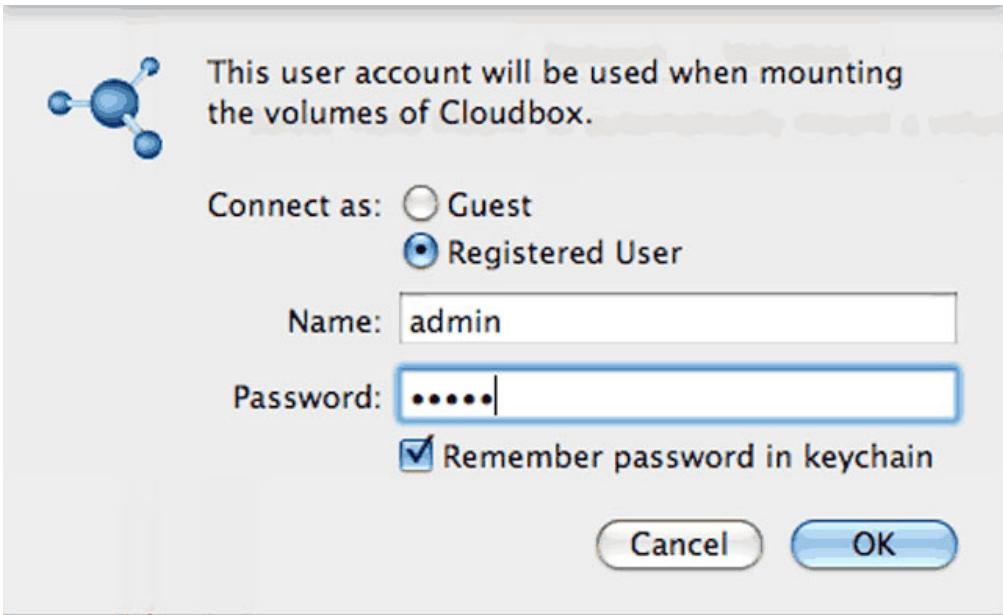 This user account will be used when mounting
the volumes of Cloudbox.
Connect as: Guest
Registered User
Name: admin
Password: •••••
Remember password in keychain
Cancel OK